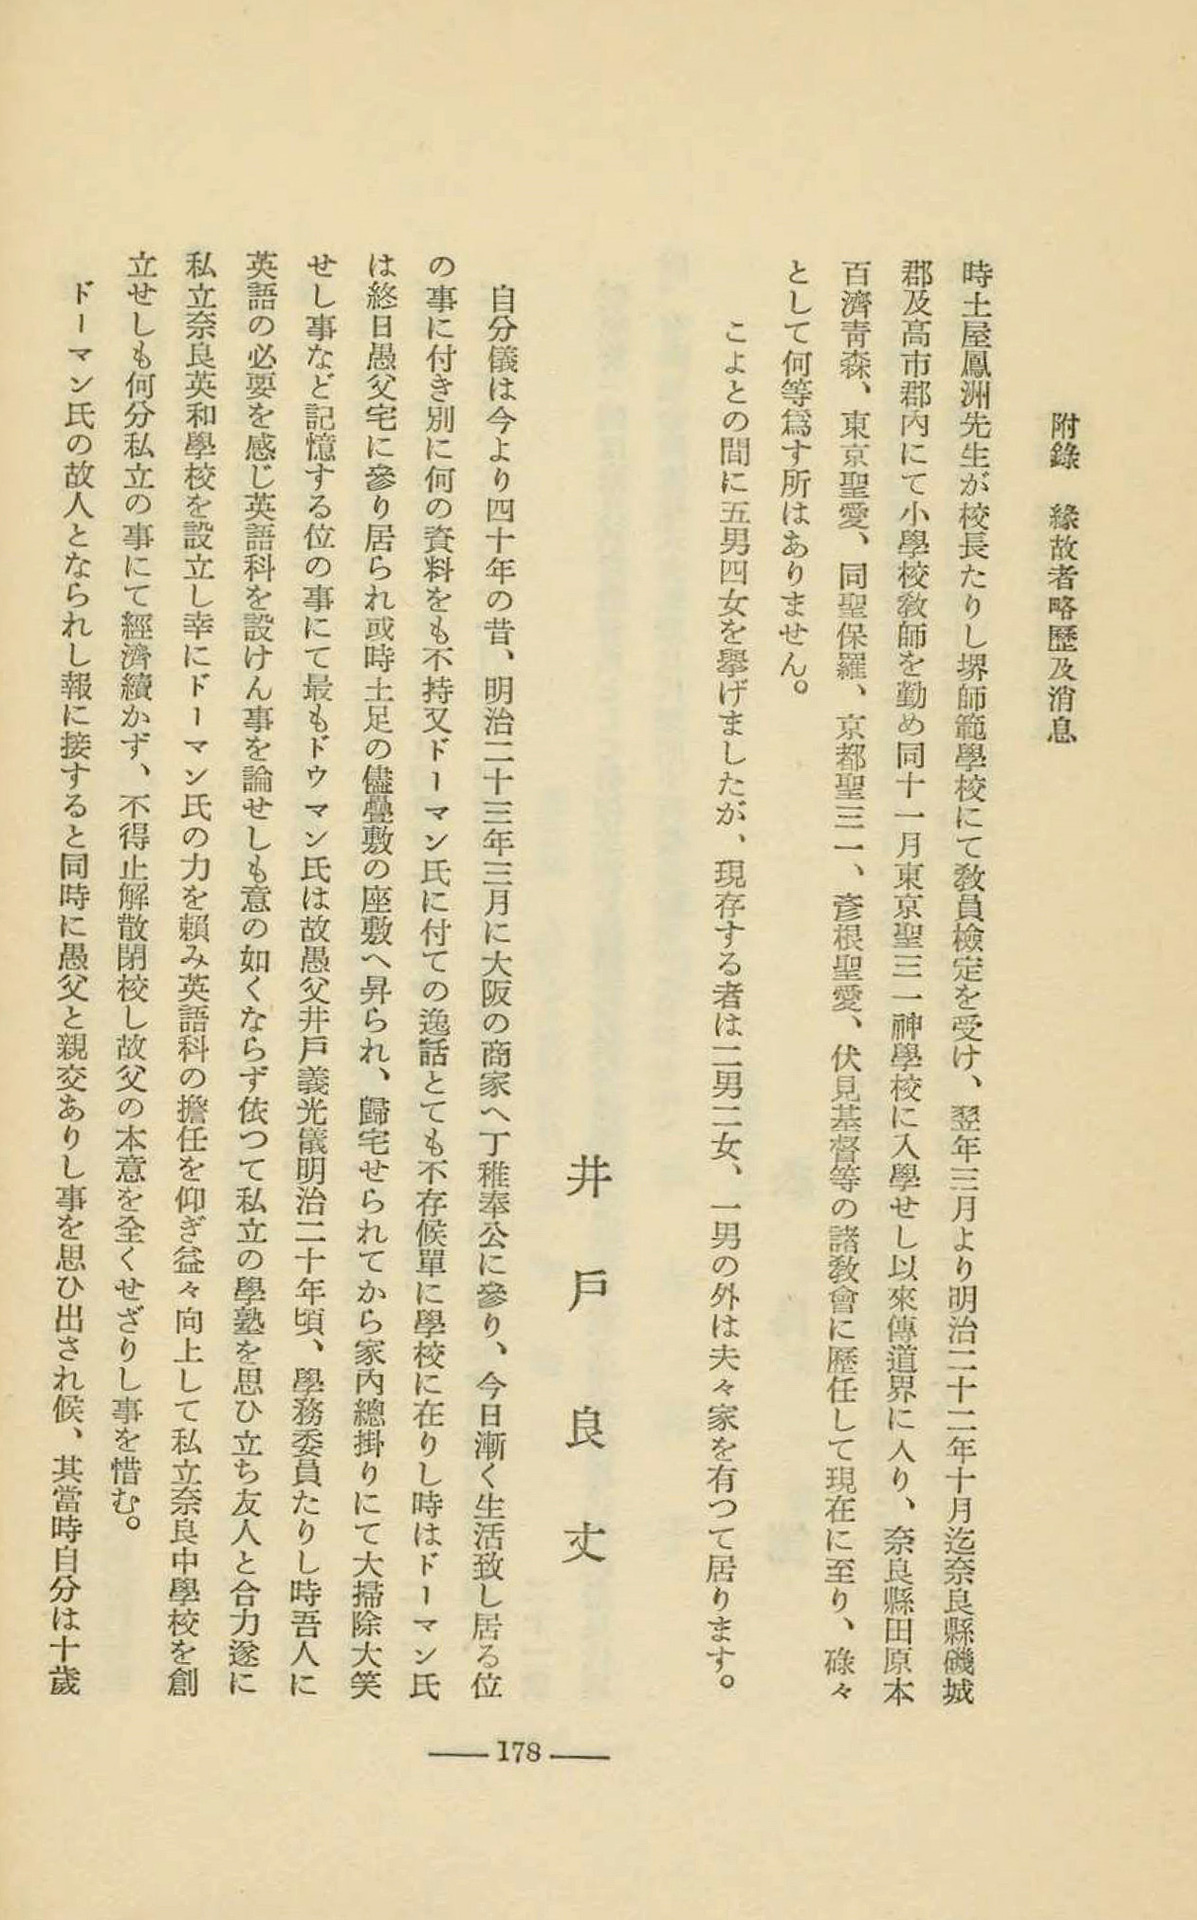 附錄　緣故者略歷及消息
時土屋鳳洲先生が校長たりし堺師範學校にて敎員檢定を受け、翌年三月より明治二十二年十月迄奈良縣磯城
郡及高市郡內にて小學校敎師を勤め同十一月東京聖三一神學校に入學せし以來傳道界に入り、奈良縣田原本
百濟靑森、東京聖愛、同聖保羅、京都聖三一、彥根聖愛、伏見基督等の諸敎會に歷任して現在に至り、碌々
として何等爲す所はありません。
こよとの間に五男四女を擧げましたが、現存する者は二男二女、一男の外は夫々家を有つて居ります。
井戶良丈
自分儀は今より四十年の昔、明治二十三年三月に大阪の商家へ丁稚奉公に參り、今日漸く生活致し居る位
の事に付き別に何の資料をも不持又ドーマン氏に付ての逸話とても不存候單に學校に在りし時はドーマン氏
は終日愚父宅に參り居られ或時土足の儘疊敷の座敷へ昇られ、歸宅せられてから家內總掛りにて大掃除大笑
せし事など記憶する位の事にて最もドウマン氏は故愚父井戶義光儀明治二十年頃、學務委員たりし時吾人に
英語の必要を感じ英語科を設けん事を論せしも意の如くならず依つて私立の學塾を思ひ立ち友人と合力遂に
私立奈良英和學校を設立し幸にドーマン氏の力を賴み英語科の擔任を仰ぎ益々向上して私立奈良中學校を創
立せしも何分私立の事にて經濟續かず、不得止解散閉校し故父の本意を全くせざりし事を惜む。
ドーマン氏の故人となられし報に接すると同時に愚父と親交ありし事を思ひ出され候、其當時自分は十歲
178